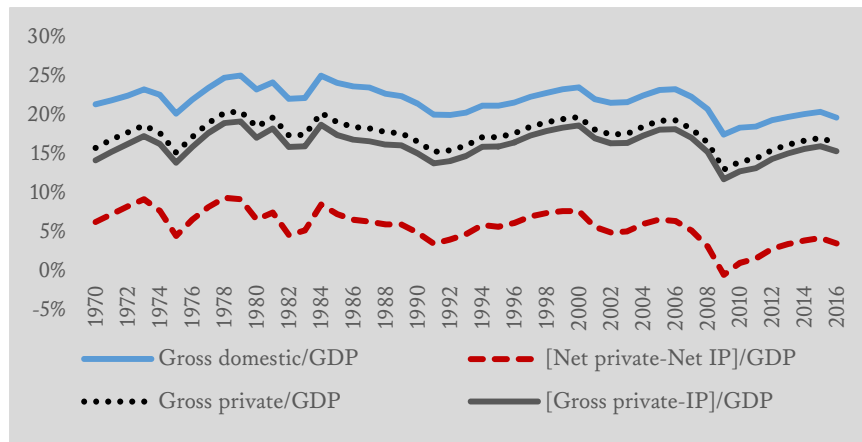 30%
25%
20%
15%
10%
5%
0%
-5%
1970 1972 1974 1976 1978 1980 1982 1984 1986 1988 1990 1992 1994 1996 1998 2000 2002 2004 2006 2008 2010 2012 2014 2016
Gross domestic/GDP [Net private-Net IP]/GDP
Gross private/GDP [Gross private-IP]/GDP